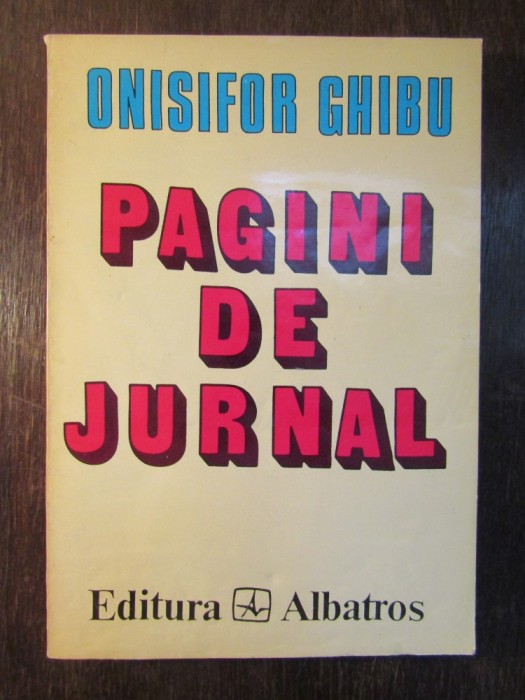 ONISIFOR GHIBU
PAGINI
DE
JURNAL
Editura Albatros